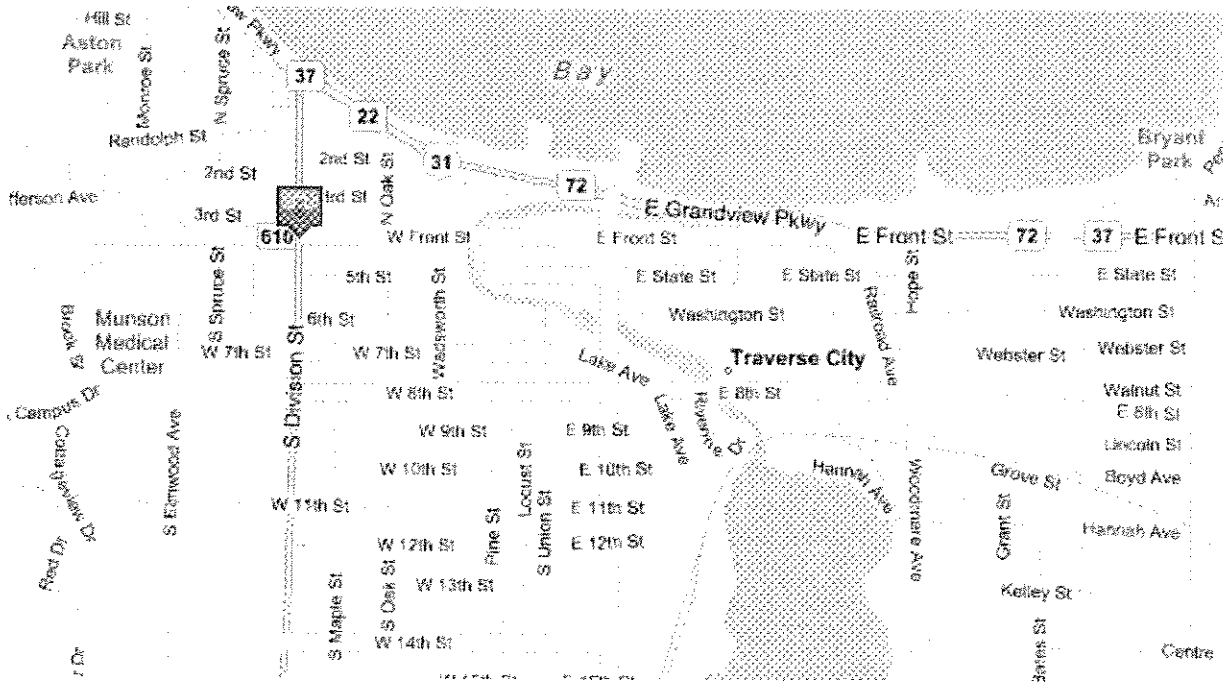 Hill St
Aston
Park
Monroe St
N Spruce St
Pkwy
37
Bay
22
Randolph St
2nd St
N Oak St
31
2nd St
72
Bryant
Park
3rd St
E Grandview Pkwy
610
W Front St
E Front St
E Front St
72
37
E Front St
S Spruce St
5th St
Wadsworth St
E State St
E State St
Railroad Ave
Hope St
E State St
Brook St
Munson
Medical
Center
6th St
Washington St
Washington St
W 7th St
W 7th St
S Division St
Lake Ave
Traverse City
Webster St
Webster St
W 8th St
E 8th St
Walnut St
E 8th St
Campus Dr
Cottageview Dr
S Elmwood Ave
W 9th St
E 9th St
Lake Ave
Lincoln St
W 10th St
Locust St
E 10th St
Hannah Ave
Woodmere Ave
Grove St
Boyd Ave
W 11th St
Pine St
S Union St
E 11th St
Grant St
Hannah Ave
Red Dr
W 12th St
E 12th St
S Maple St
S Oak St
W 13th St
Kelley St
W 14th St
Centre